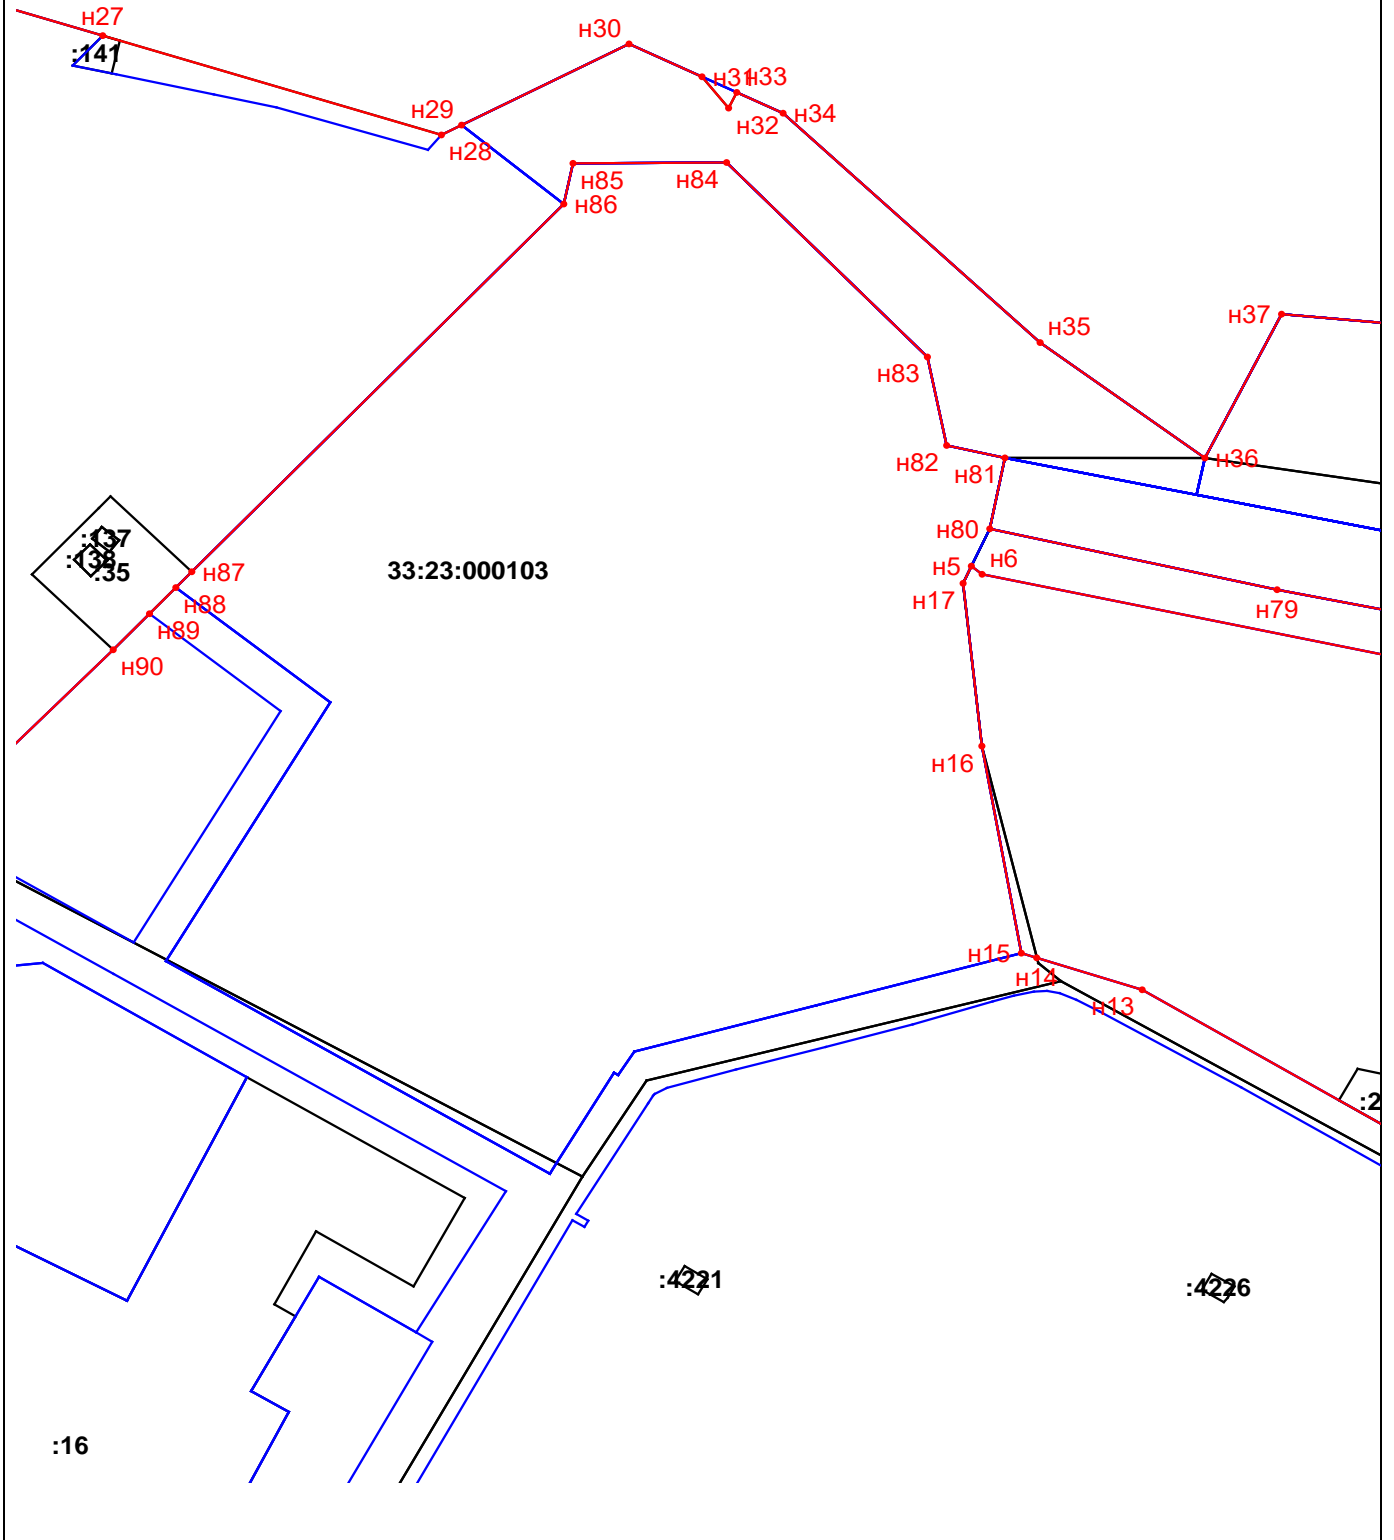 н27
:141
н30
н31
н33
н29
н32
н34
н28
н85
н84
н86
н37
н35
н83
н82
н81
н36
н80
:137
:138
:35
33:23:000103
н87
н5
н6
н17
н79
н88
н89
н90
н16
н15
н14
н13
:2
:4221
:4226
:16